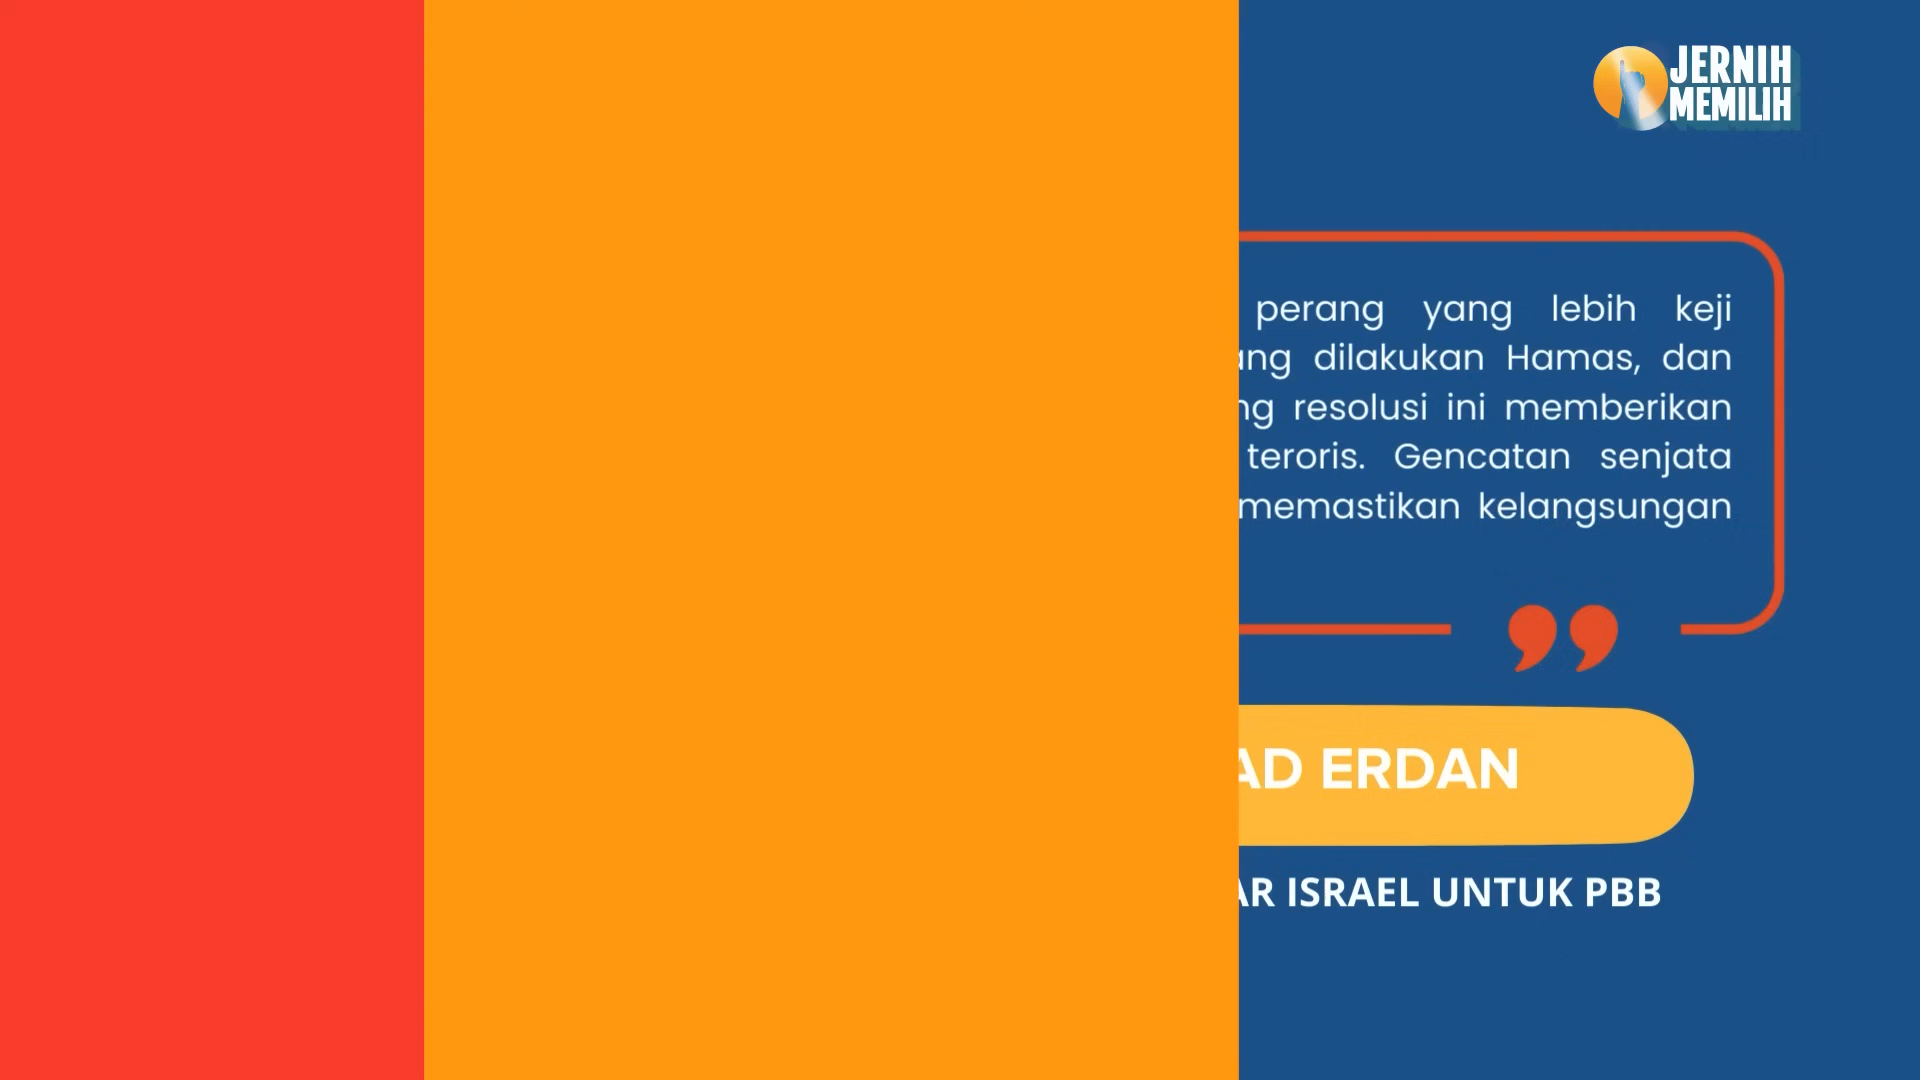 JERNIH
MEMILIH
perang yang lebih keji
dilakukan Hamas, dan
resolusi ini memberikan
teroris. Gencatan senjata
memastikan kelangsungan
ERDAN
ISRAEL UNTUK PBB